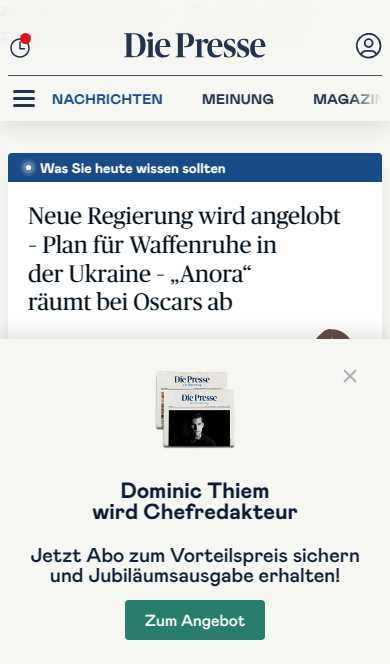 Die Presse
NACHRICHTEN MEINUNG MAGAZIN
Was Sie heute wissen sollten
Neue Regierung wird angelobt
– Plan für Waffenruhe in
der Ukraine – „Anora“
räumt bei Oscars ab
Die Presse
Die Presse
Dominic Thiem
wird Chefredakteur
Jetzt Abo zum Vorteilspreis sichern
und Jubiläumsausgabe erhalten!
Zum Angebot